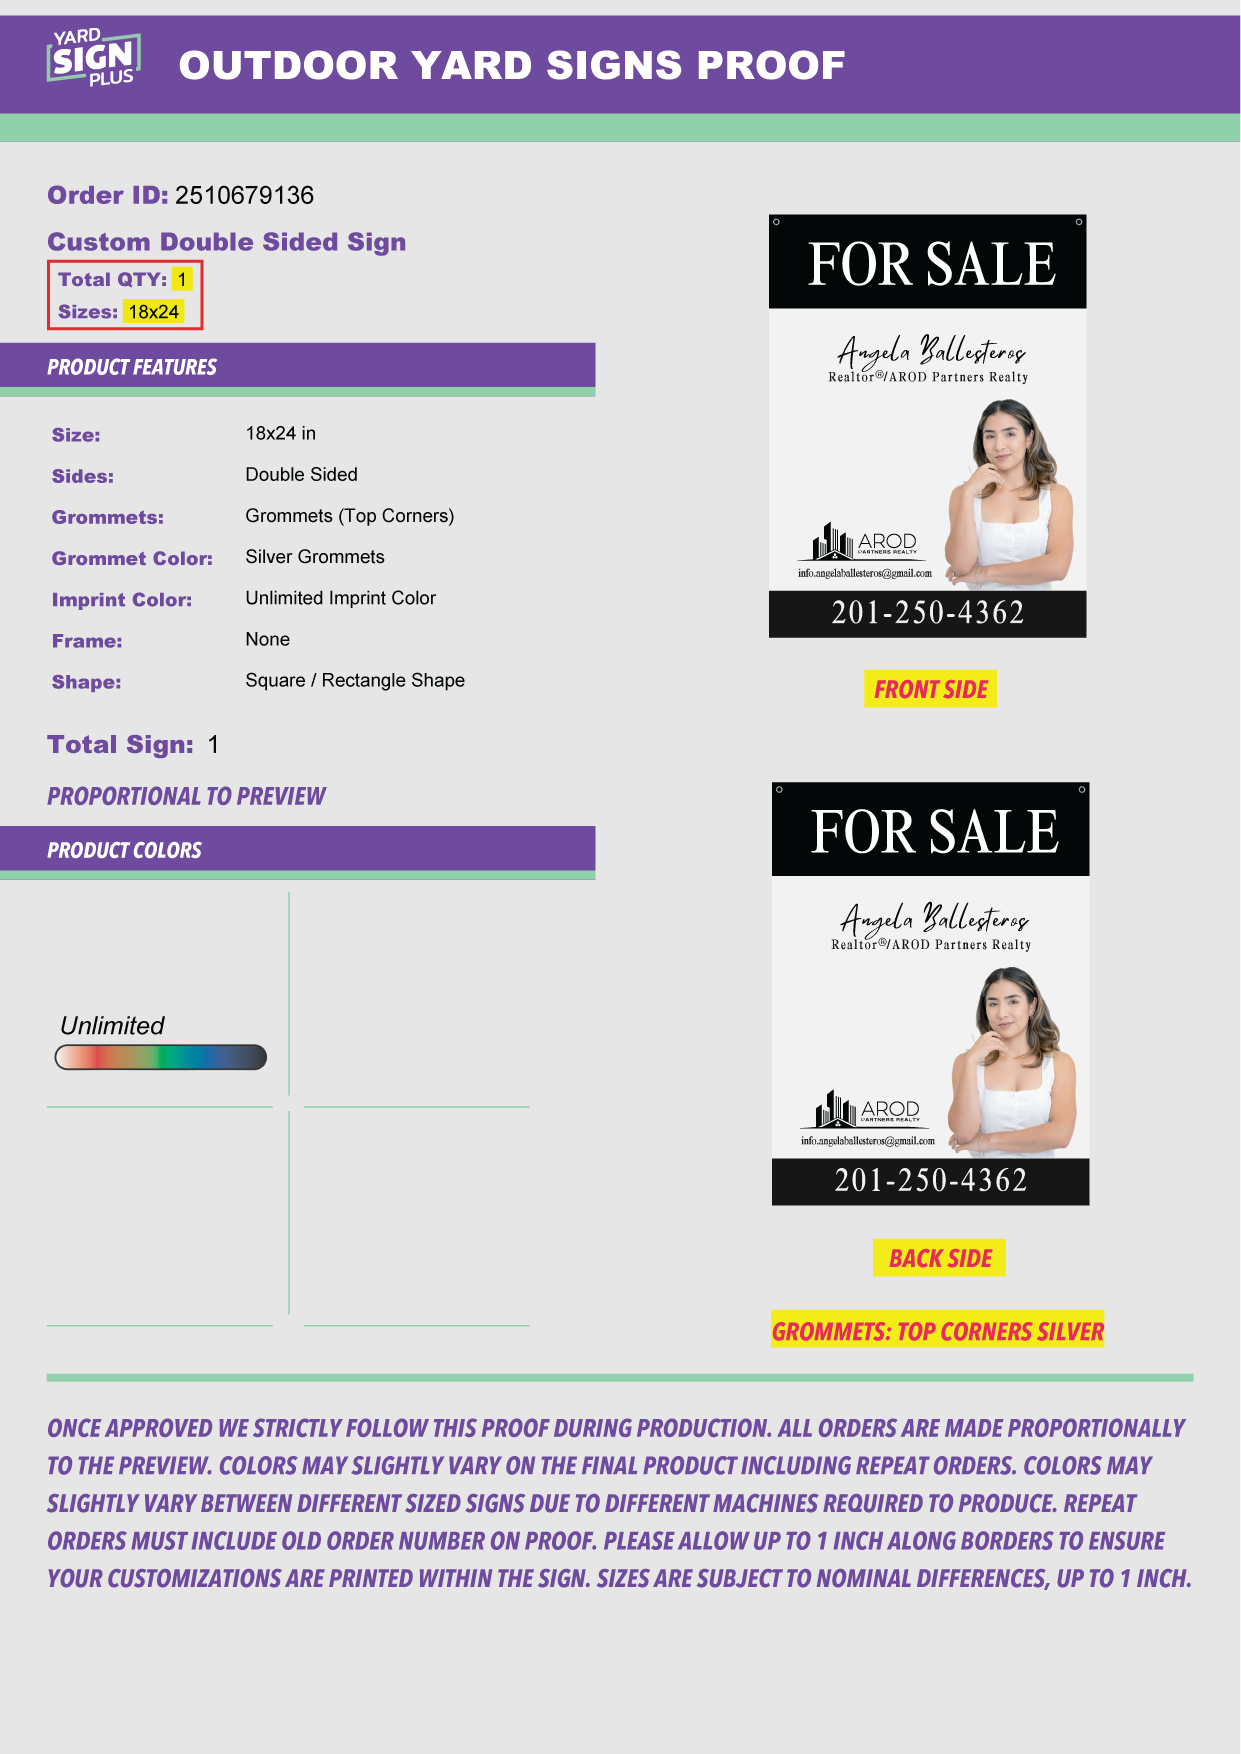 YARD
SIGN
PLUS
OUTDOOR YARD SIGNS PROOF
Order ID: 2510679136
Custom Double Sided Sign
Total QTY: 1
Sizes: 18x24
PRODUCT FEATURES
Size: 18x24 in
Sides: Double Sided
Grommets: Grommets (Top Corners)
Grommet Color: Silver Grommets
Imprint Color: Unlimited Imprint Color
Frame: None
Shape: Square / Rectangle Shape
Total Sign: 1
PROPORTIONAL TO PREVIEW
PRODUCT COLORS
Unlimited
FOR SALE
Angela Ballesteros
Realtor®/AROD Partners Realty
AROD
PARTNERS REALTY
info.angelaballesteros@gmail.com
201-250-4362
FRONT SIDE
FOR SALE
Angela Ballesteros
Realtor®/AROD Partners Realty
AROD
PARTNERS REALTY
info.angelaballesteros@gmail.com
201-250-4362
BACK SIDE
GROMMETS: TOP CORNERS SILVER
ONCE APPROVED WE STRICTLY FOLLOW THIS PROOF DURING PRODUCTION. ALL ORDERS ARE MADE PROPORTIONALLY
TO THE PREVIEW. COLORS MAY SLIGHTLY VARY ON THE FINAL PRODUCT INCLUDING REPEAT ORDERS. COLORS MAY
SLIGHTLY VARY BETWEEN DIFFERENT SIZED SIGNS DUE TO DIFFERENT MACHINES REQUIRED TO PRODUCE. REPEAT
ORDERS MUST INCLUDE OLD ORDER NUMBER ON PROOF. PLEASE ALLOW UP TO 1 INCH ALONG BORDERS TO ENSURE
YOUR CUSTOMIZATIONS ARE PRINTED WITHIN THE SIGN. SIZES ARE SUBJECT TO NOMINAL DIFFERENCES, UP TO 1 INCH.